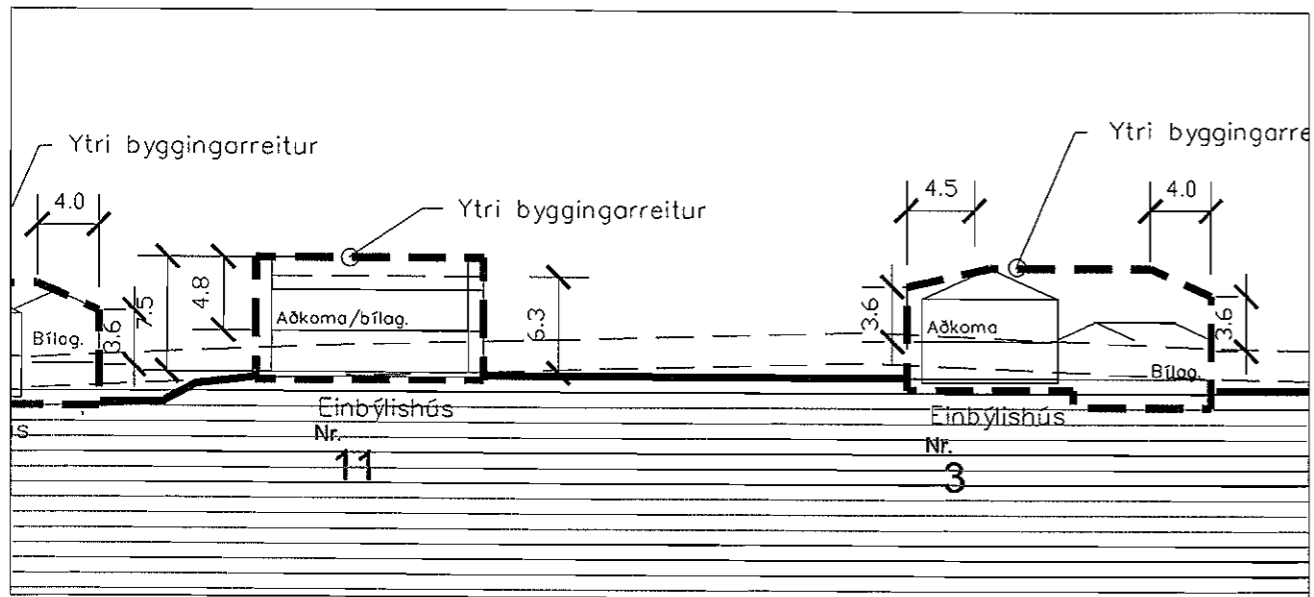 Ytri byggingarreitur
Ytri byggingarre
Ytri byggingarreitur
4.0
4.5
4.0
7.5
4.8
3.6
6.3
3.6
3.6
Bílag.
Aðkoma/bílag.
Aðkoma
Bílag.
Einbýlishús
Einbýlishús
us
Nr.
11
Nr.
3